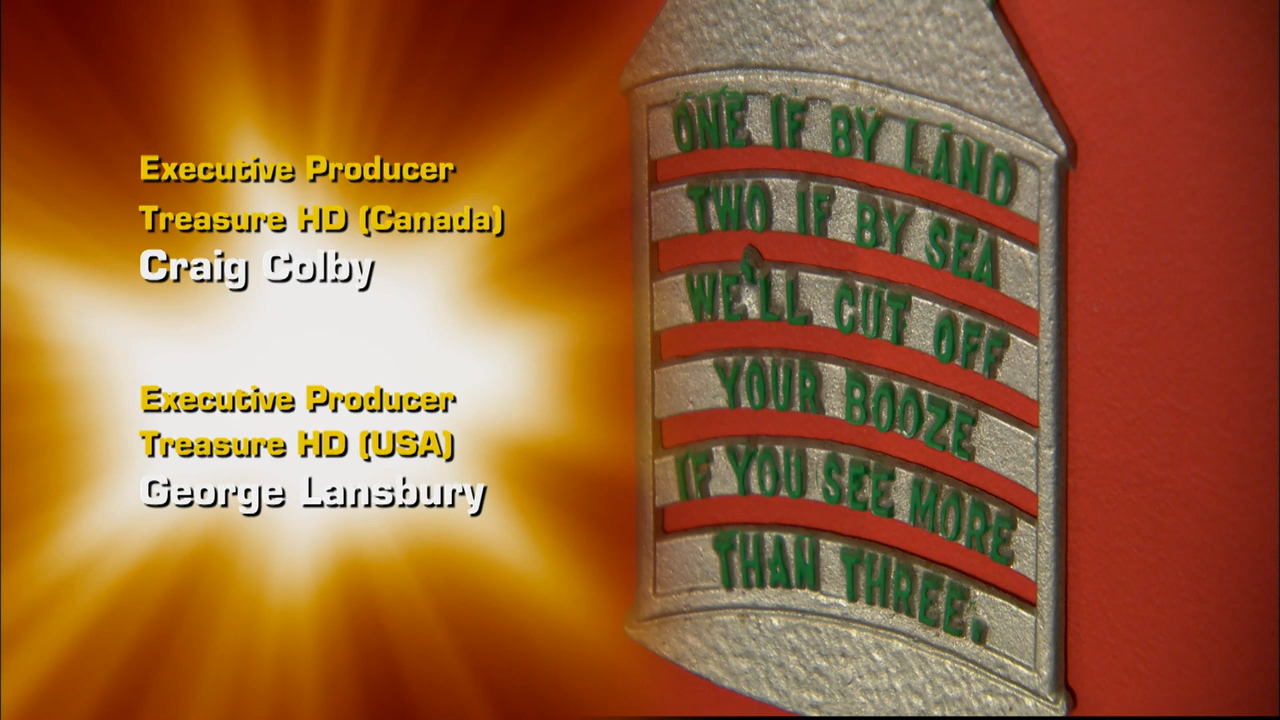 Executive Producer
Treasure HD (Canada)
Craig Colby
Executive Producer
Treasure HD (USA)
George Lansbury
ONE IF BY LAND
TWO IF BY SEA
WE'LL CUT OFF
YOUR BOOZE
IF YOU SEE MORE
THAN THREE.